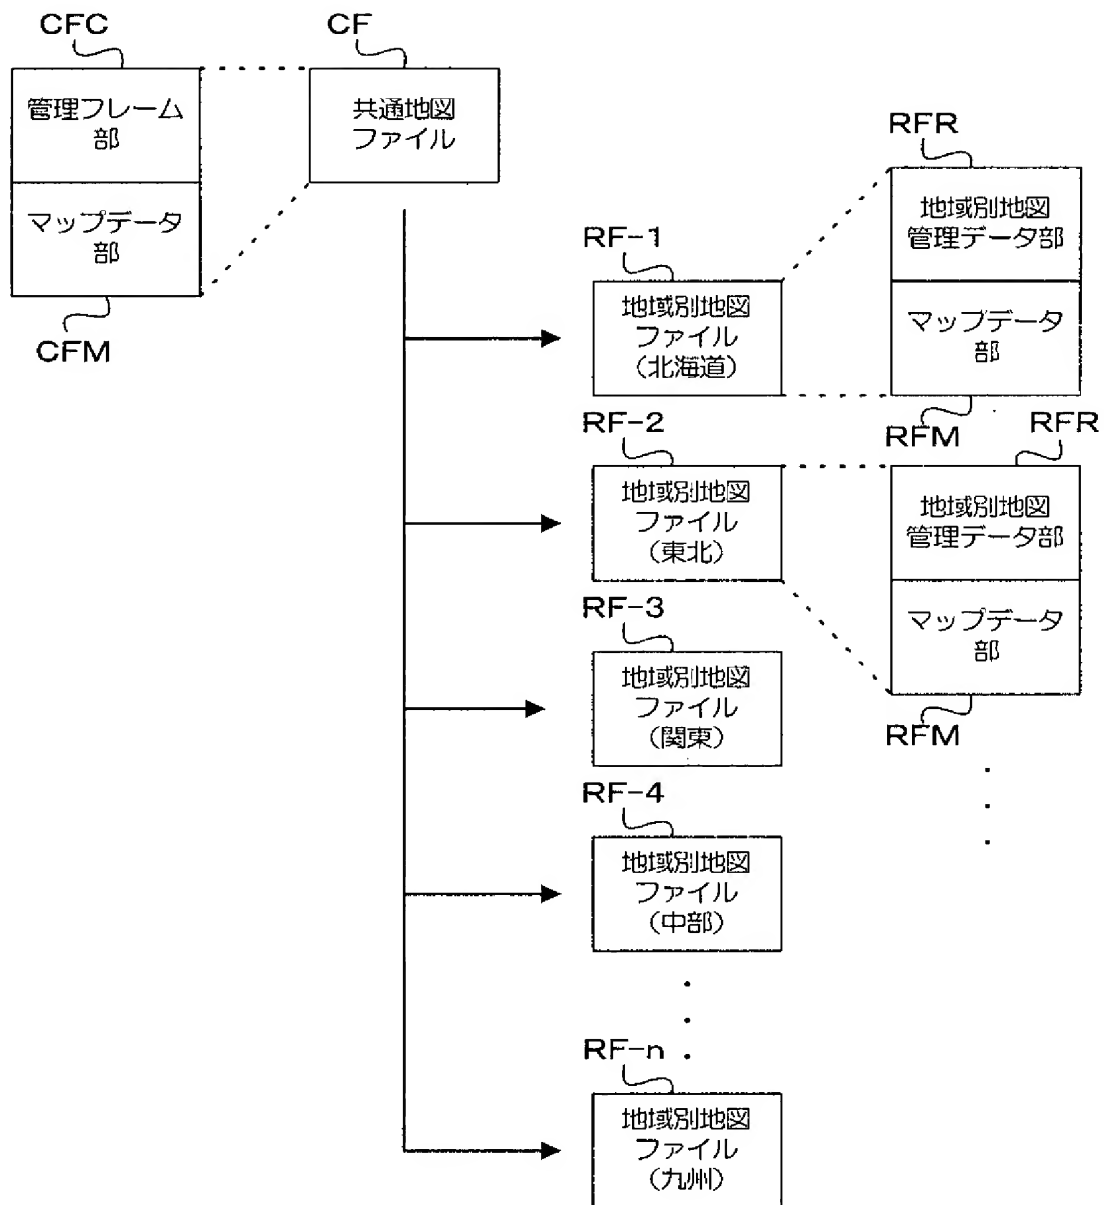 CFC
管理フレーム
部
マップデータ
部
CFM
CF
共通地図
ファイル
RF-1
地域別地図
ファイル
(北海道)
RFR
地域別地図
管理データ部
マップデータ
部
RFM
RF-2
地域別地図
ファイル
(東北)
RFR
地域別地図
管理データ部
マップデータ
部
RFM
RF-3
地域別地図
ファイル
(関東)
RF-4
地域別地図
ファイル
(中部)
RF-n
地域別地図
ファイル
(九州)